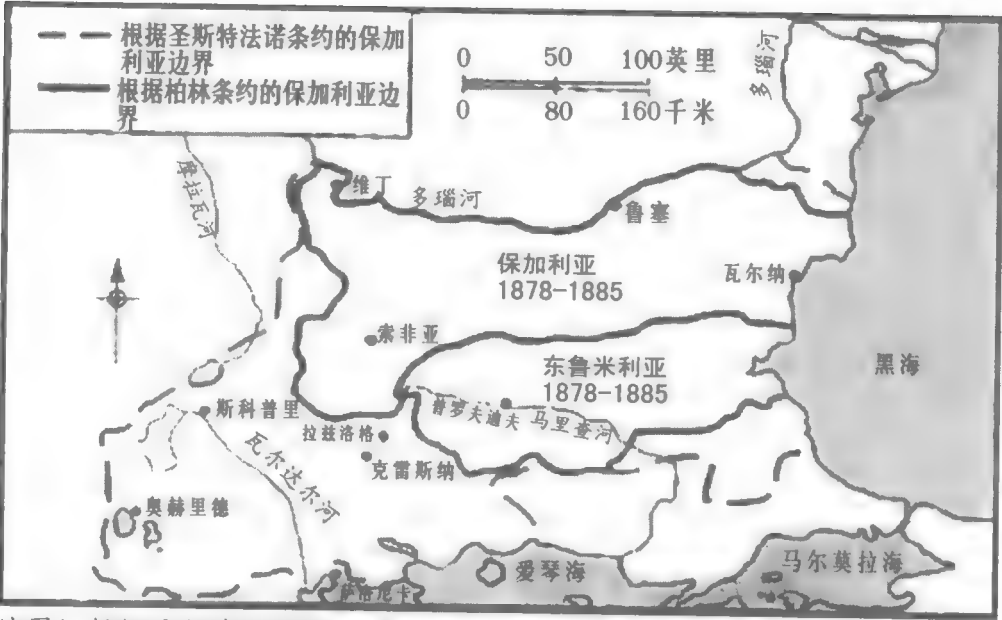 根据圣斯特法诺条约的保加
利亚边界
根据柏林条约的保加利亚边
界
0 50 100英里
0 80 160千米
多瑙河
摩拉瓦河
维丁
多瑙河
鲁塞
保加利亚
1878-1885
瓦尔纳
索非亚
东鲁米利亚
1878-1885
黑海
斯科普里
普罗夫迪夫
马里查河
拉兹洛格
克雷斯纳
瓦尔达尔河
奥赫里德
爱琴海
马尔莫拉海
萨洛尼卡